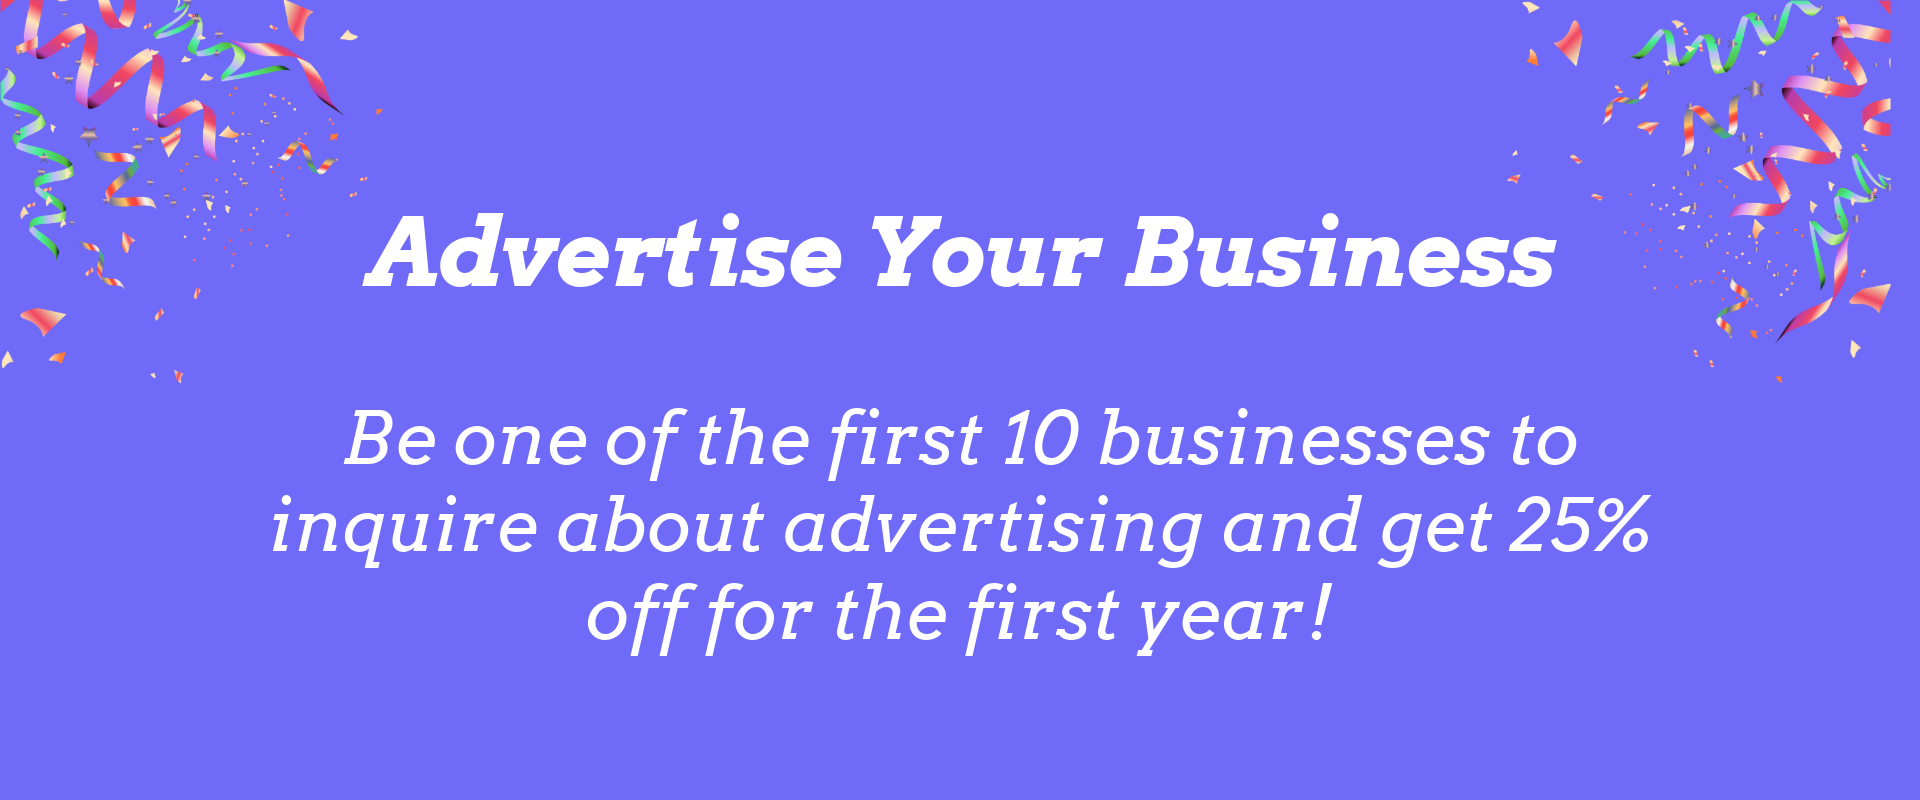 Advertise Your Business
Be one of the first 10 businesses to
inquire about advertising and get 25%
off for the first year!